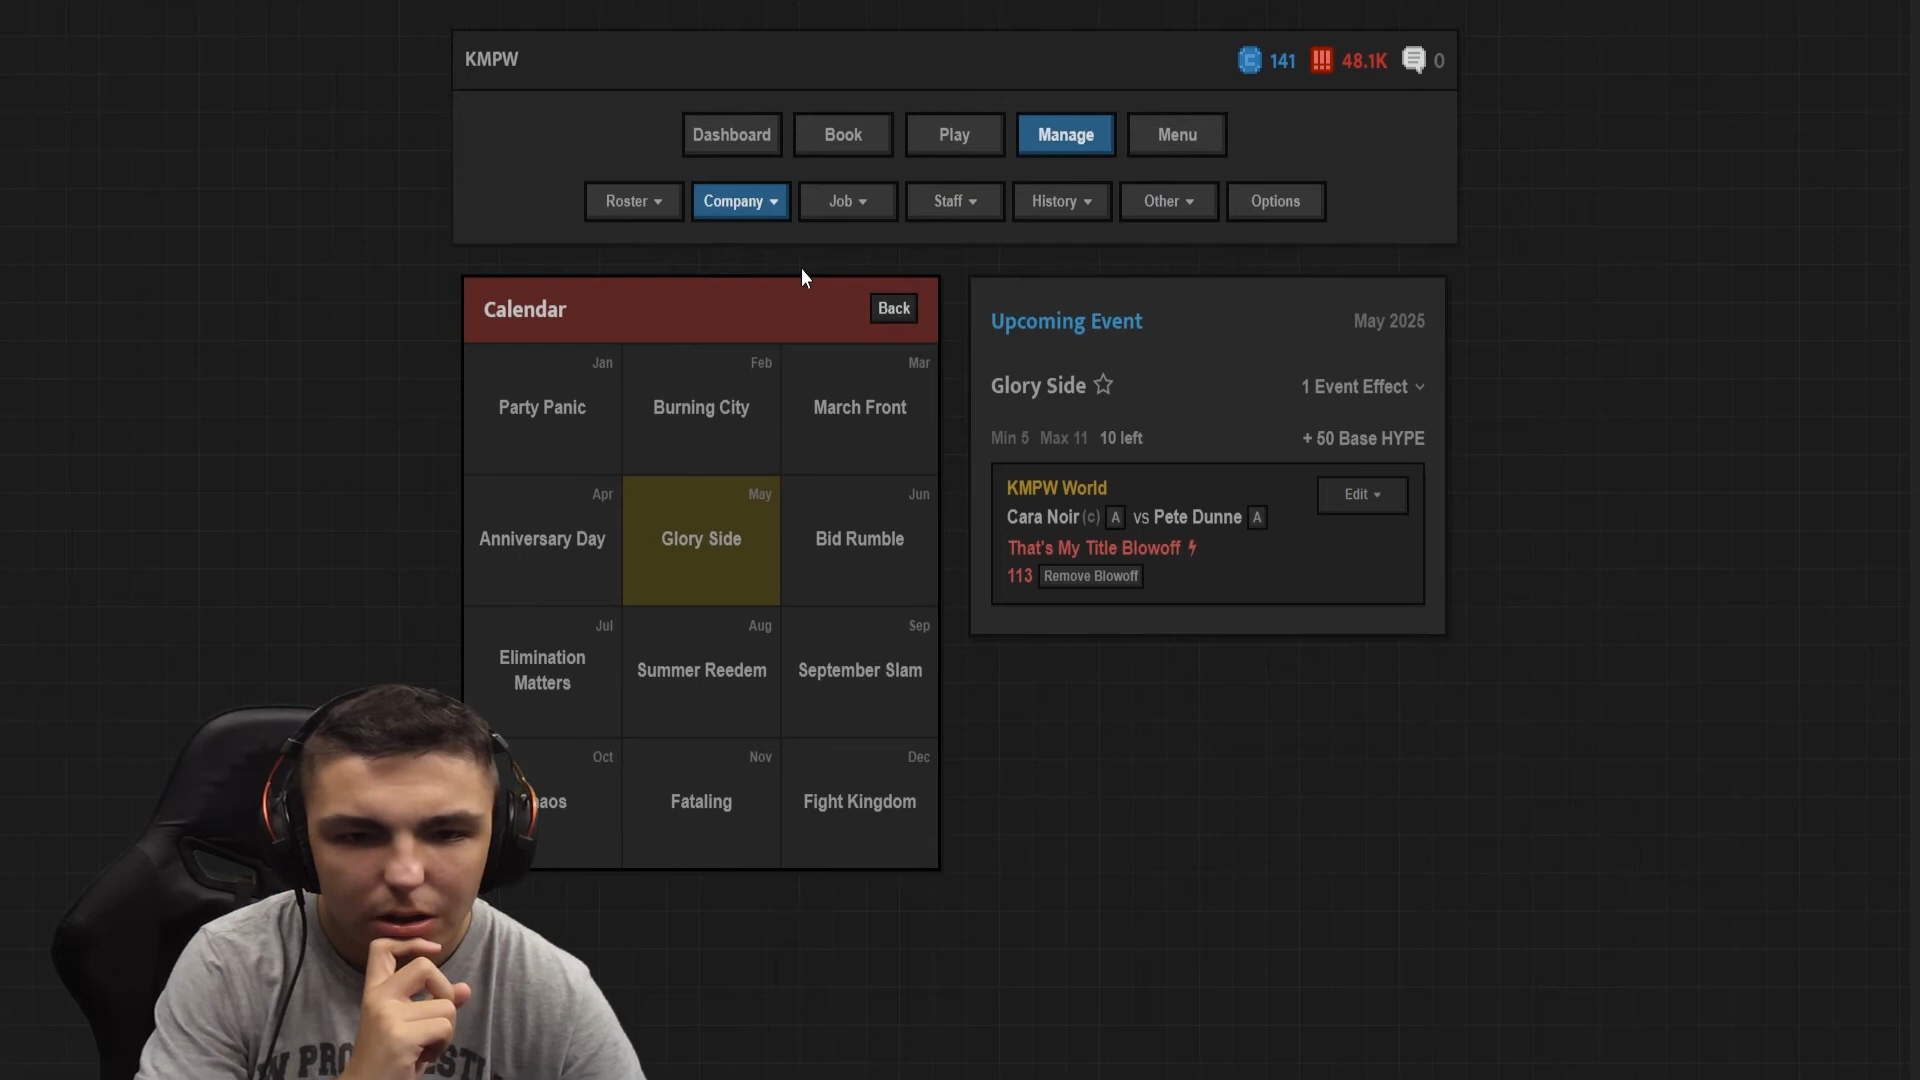 KMPW
141 48.1K 0
Dashboard Book Play Manage Menu
Roster Company Job Staff History Other Options
Calendar Back
Jan Feb Mar
Party Panic Burning City March Front
Apr May Jun
Anniversary Day Glory Side Bid Rumble
Jul Aug Sep
Elimination
Matters Summer Reedem September Slam
Oct Nov Dec
Fataling Fight Kingdom
Upcoming Event May 2025
Glory Side 1 Event Effect
Min 5 Max 11 10 left + 50 Base HYPE
KMPW World Edit
Cara Noir (c) A vs Pete Dunne A
That's My Title Blowoff
113 Remove Blowoff